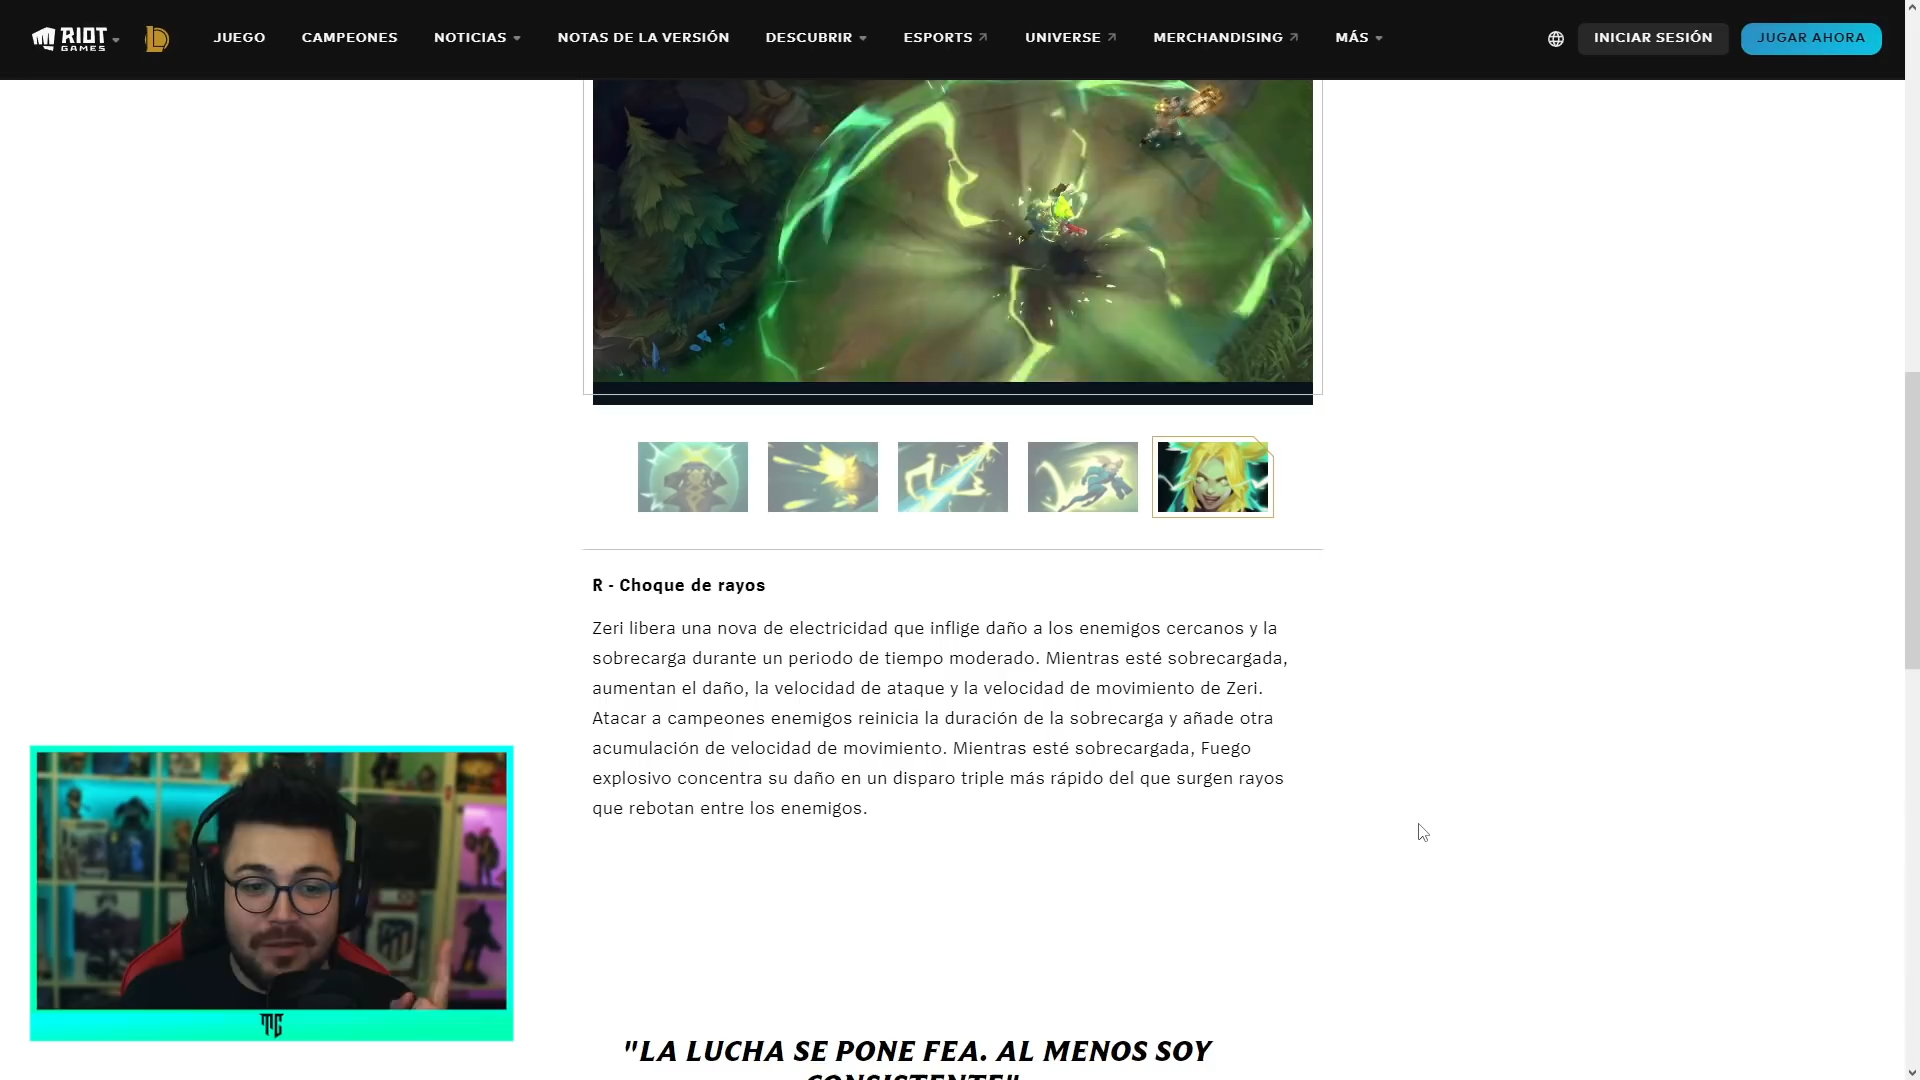 RIOT
GAMES
JUEGO
CAMPEONES
NOTICIAS
NOTAS DE LA VERSIÓN
DESCUBRIR
ESPORTS
UNIVERSE
MERCHANDISING
MÁS
INICIAR SESIÓN
JUGAR AHORA
R - Choque de rayos
Zeri libera una nova de electricidad que inflige daño a los enemigos cercanos y la
sobrecarga durante un periodo de tiempo moderado. Mientras esté sobrecargada,
aumentan el daño, la velocidad de ataque y la velocidad de movimiento de Zeri.
Atacar a campeones enemigos reinicia la duración de la sobrecarga y añade otra
acumulación de velocidad de movimiento. Mientras esté sobrecargada, Fuego
explosivo concentra su daño en un disparo triple más rápido del que surgen rayos
que rebotan entre los enemigos.
"LA LUCHA SE PONE FEA. AL MENOS SOY
CONSISTENTE"